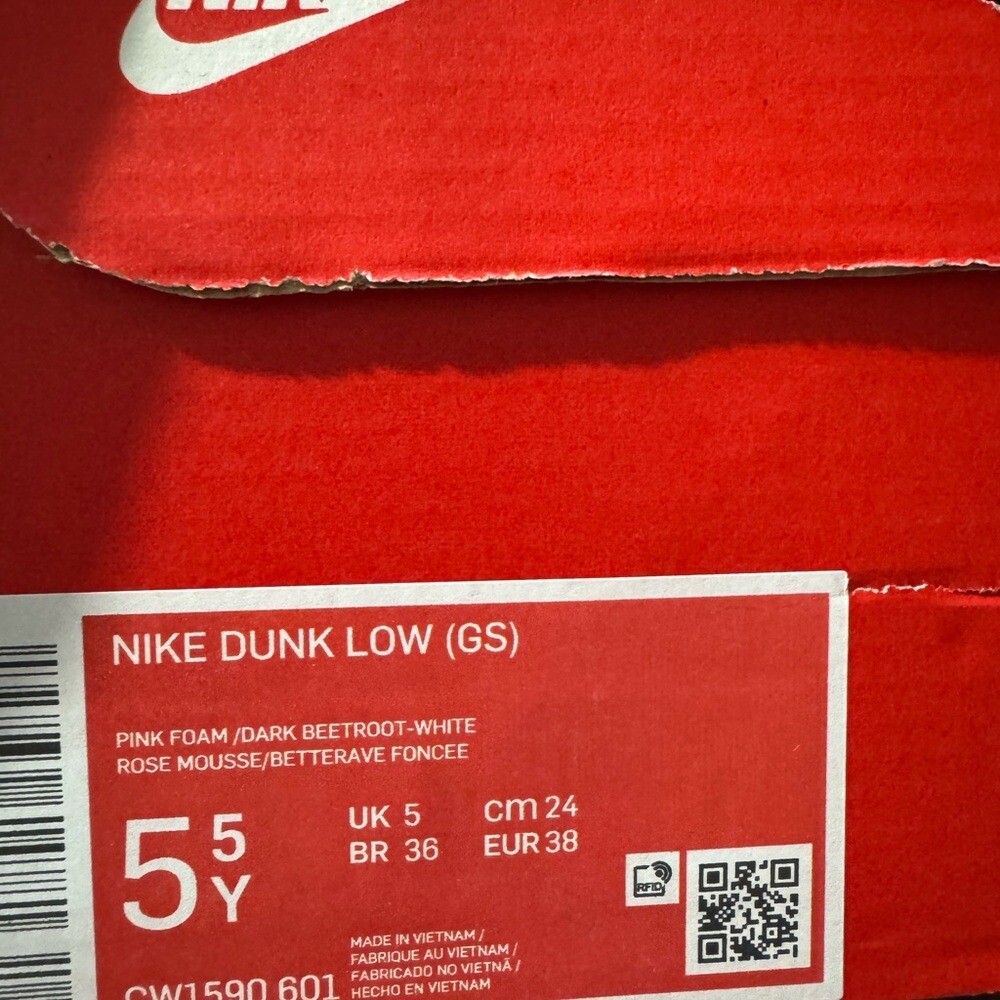 NIKE DUNK LOW (GS)
PINK FOAM /DARK BEETROOT-WHITE
ROSE MOUSSE/BETTERAVE FONCEE
5 5 Y
UK 5 cm 24
BR 36 EUR 38
RFID
MADE IN VIETNAM /
FABRIQUE AU VIETNAM /
FABRICADO NO VIETNÃ /
HECHO EN VIETNAM
CW1590 601